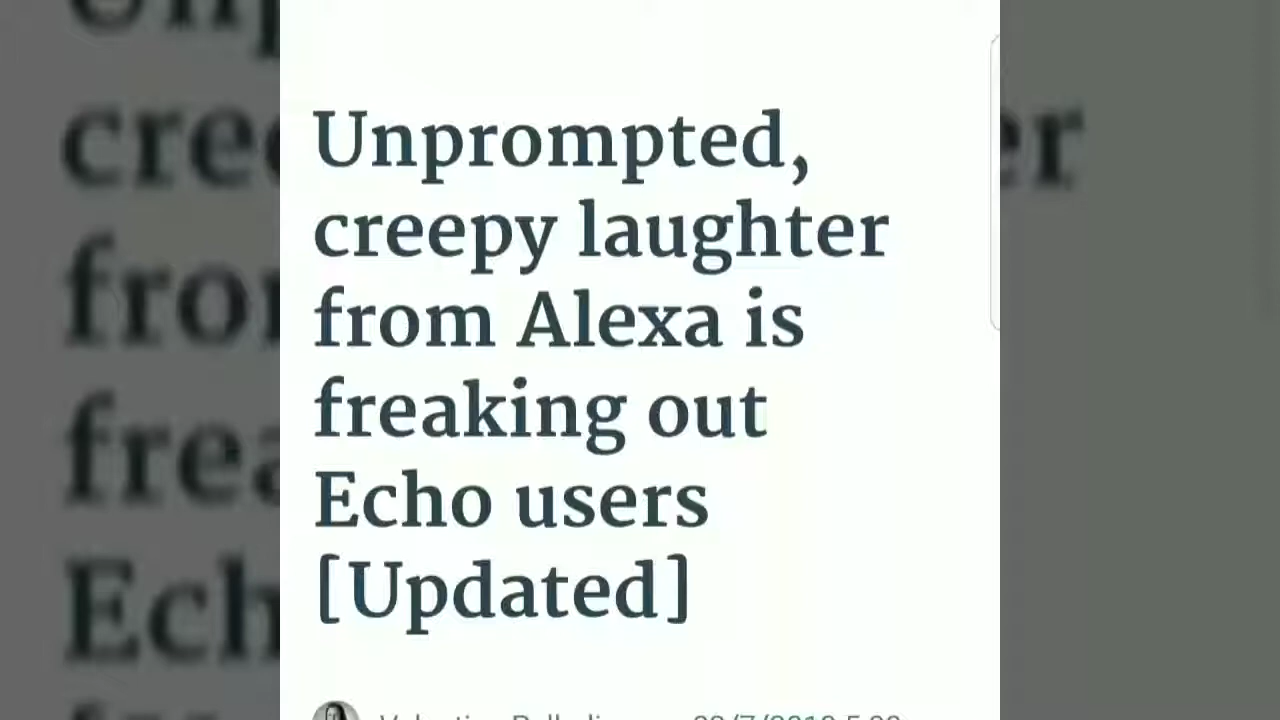 Unprompted,
creepy laughter
from Alexa is
freaking out
Echo users
[Updated]